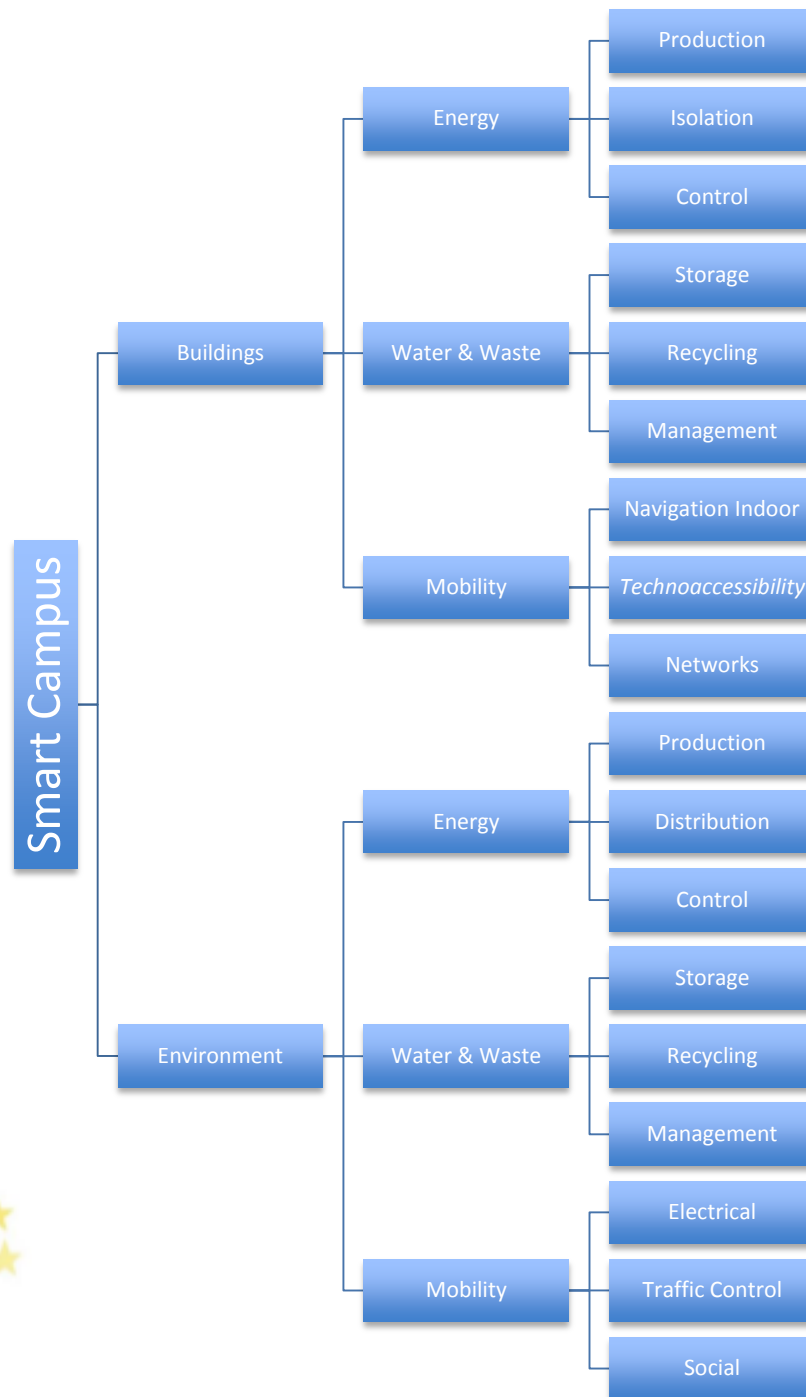 Smart Campus
Buildings
Energy
Production
Isolation
Control
Water & Waste
Storage
Recycling
Management
Mobility
Navigation Indoor
Technoaccessibility
Networks
Environment
Energy
Production
Distribution
Control
Water & Waste
Storage
Recycling
Management
Mobility
Electrical
Traffic Control
Social